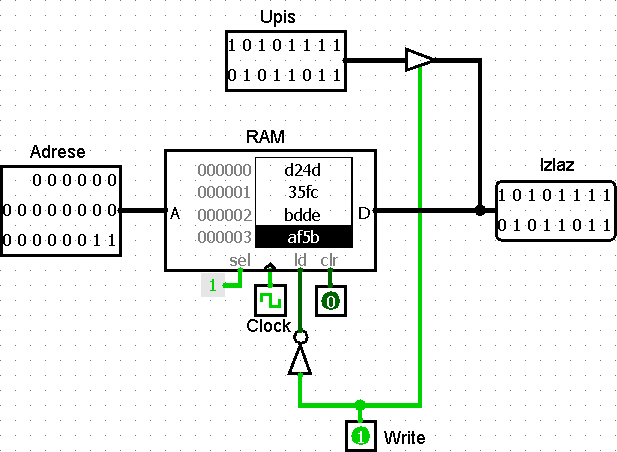 Upis
1 0 1 0 1 1 1 1
0 1 0 1 1 0 1 1
RAM
Adrese
0 0 0 0 0 0
0 0 0 0 0 0 0 0
0 0 0 0 0 0 1 1
A
000000 d24d
000001 35fc
000002 bdde
000003 af5b
D
sel ld clr
Izlaz
1 0 1 0 1 1 1 1
0 1 0 1 1 0 1 1
1
0
Clock
1
Write